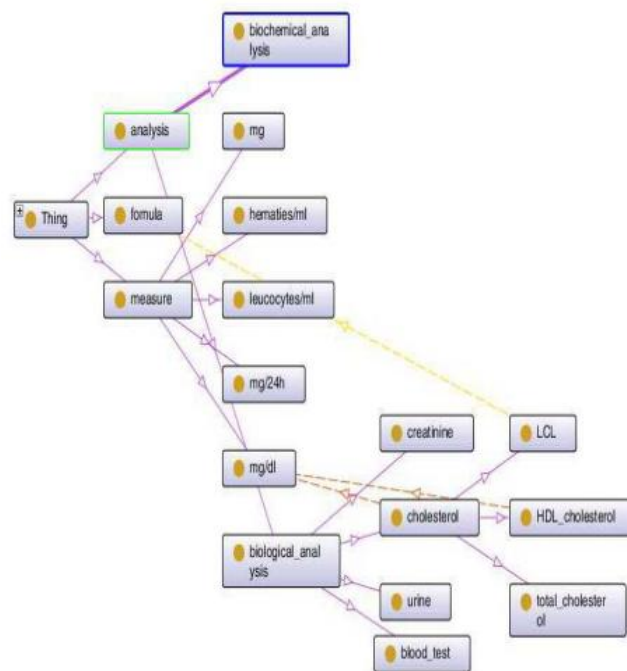 biochemical_ana
lysis
analysis
mg
Thing
fomula
hematies/ml
measure
leucocytes/ml
mg/24h
creatinine
LCL
mg/dl
cholesterol
HDL_cholesterol
biological_anal
ysis
urine
total_cholester
ol
blood_test